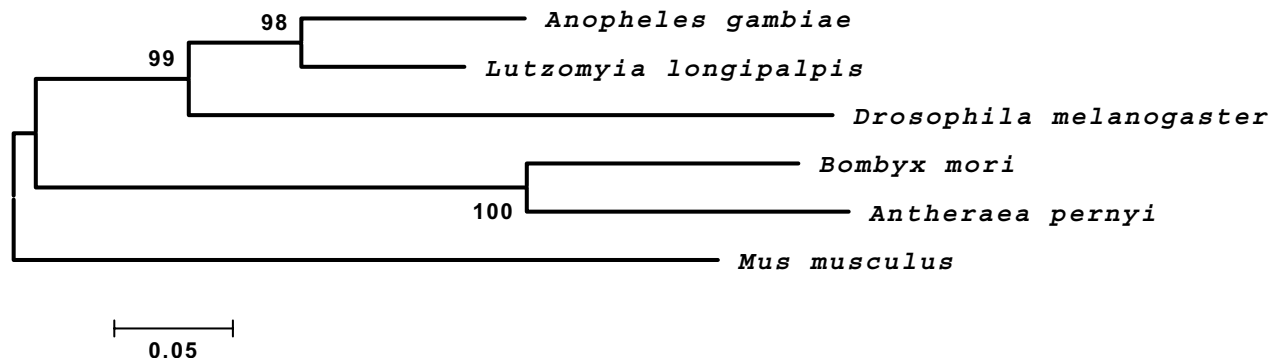 98
Anopheles gambiae
99
Lutzomyia longipalpis
Drosophila melanogaster
Bombyx mori
100
Antheraea pernyi
Mus musculus
0.05